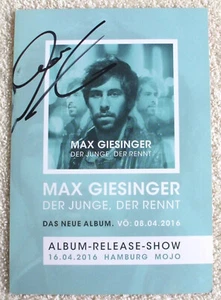 MAX GIESINGER
DER JUNGE, DER RENNT
MAX GIESINGER
DER JUNGE, DER RENNT
DAS NEUE ALBUM. VÖ: 08.04.2016
ALBUM-RELEASE-SHOW
16.04.2016 HAMBURG MOJO